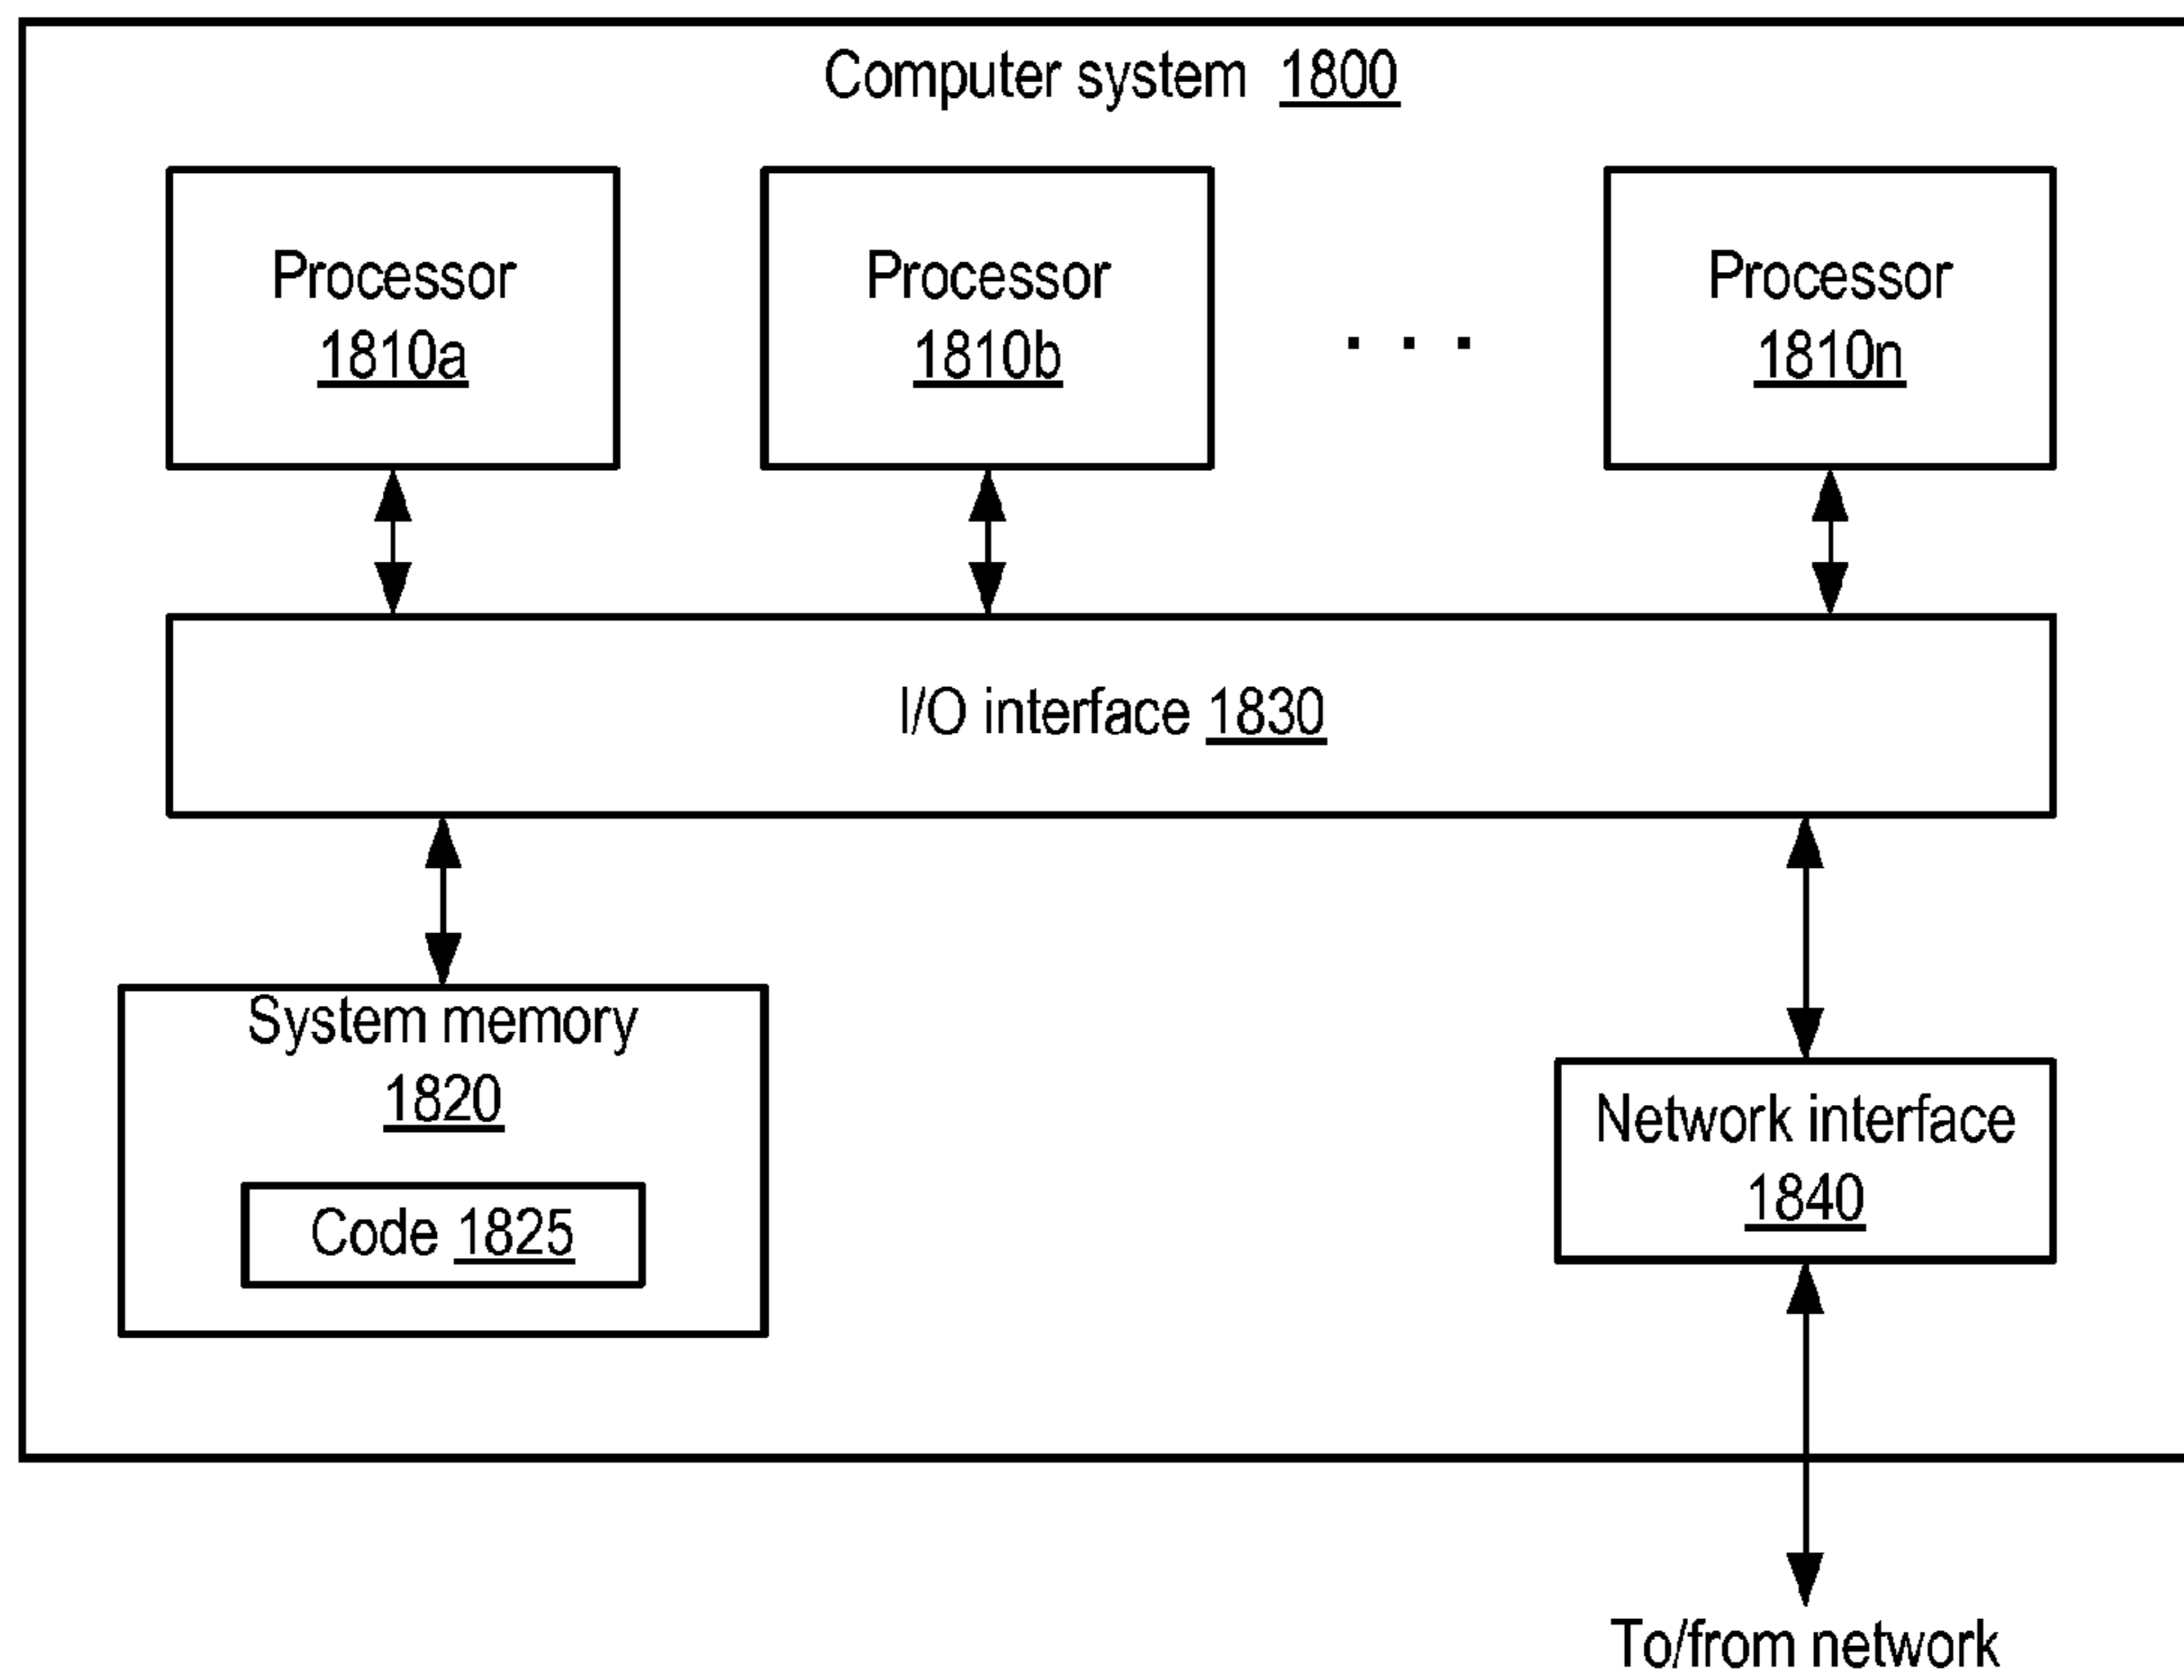 Computer system 1800
Processor
1810a
Processor
1810b
. . .
Processor
1810n
I/O interface 1830
System memory
1820
Code 1825
Network interface
1840
To/from network